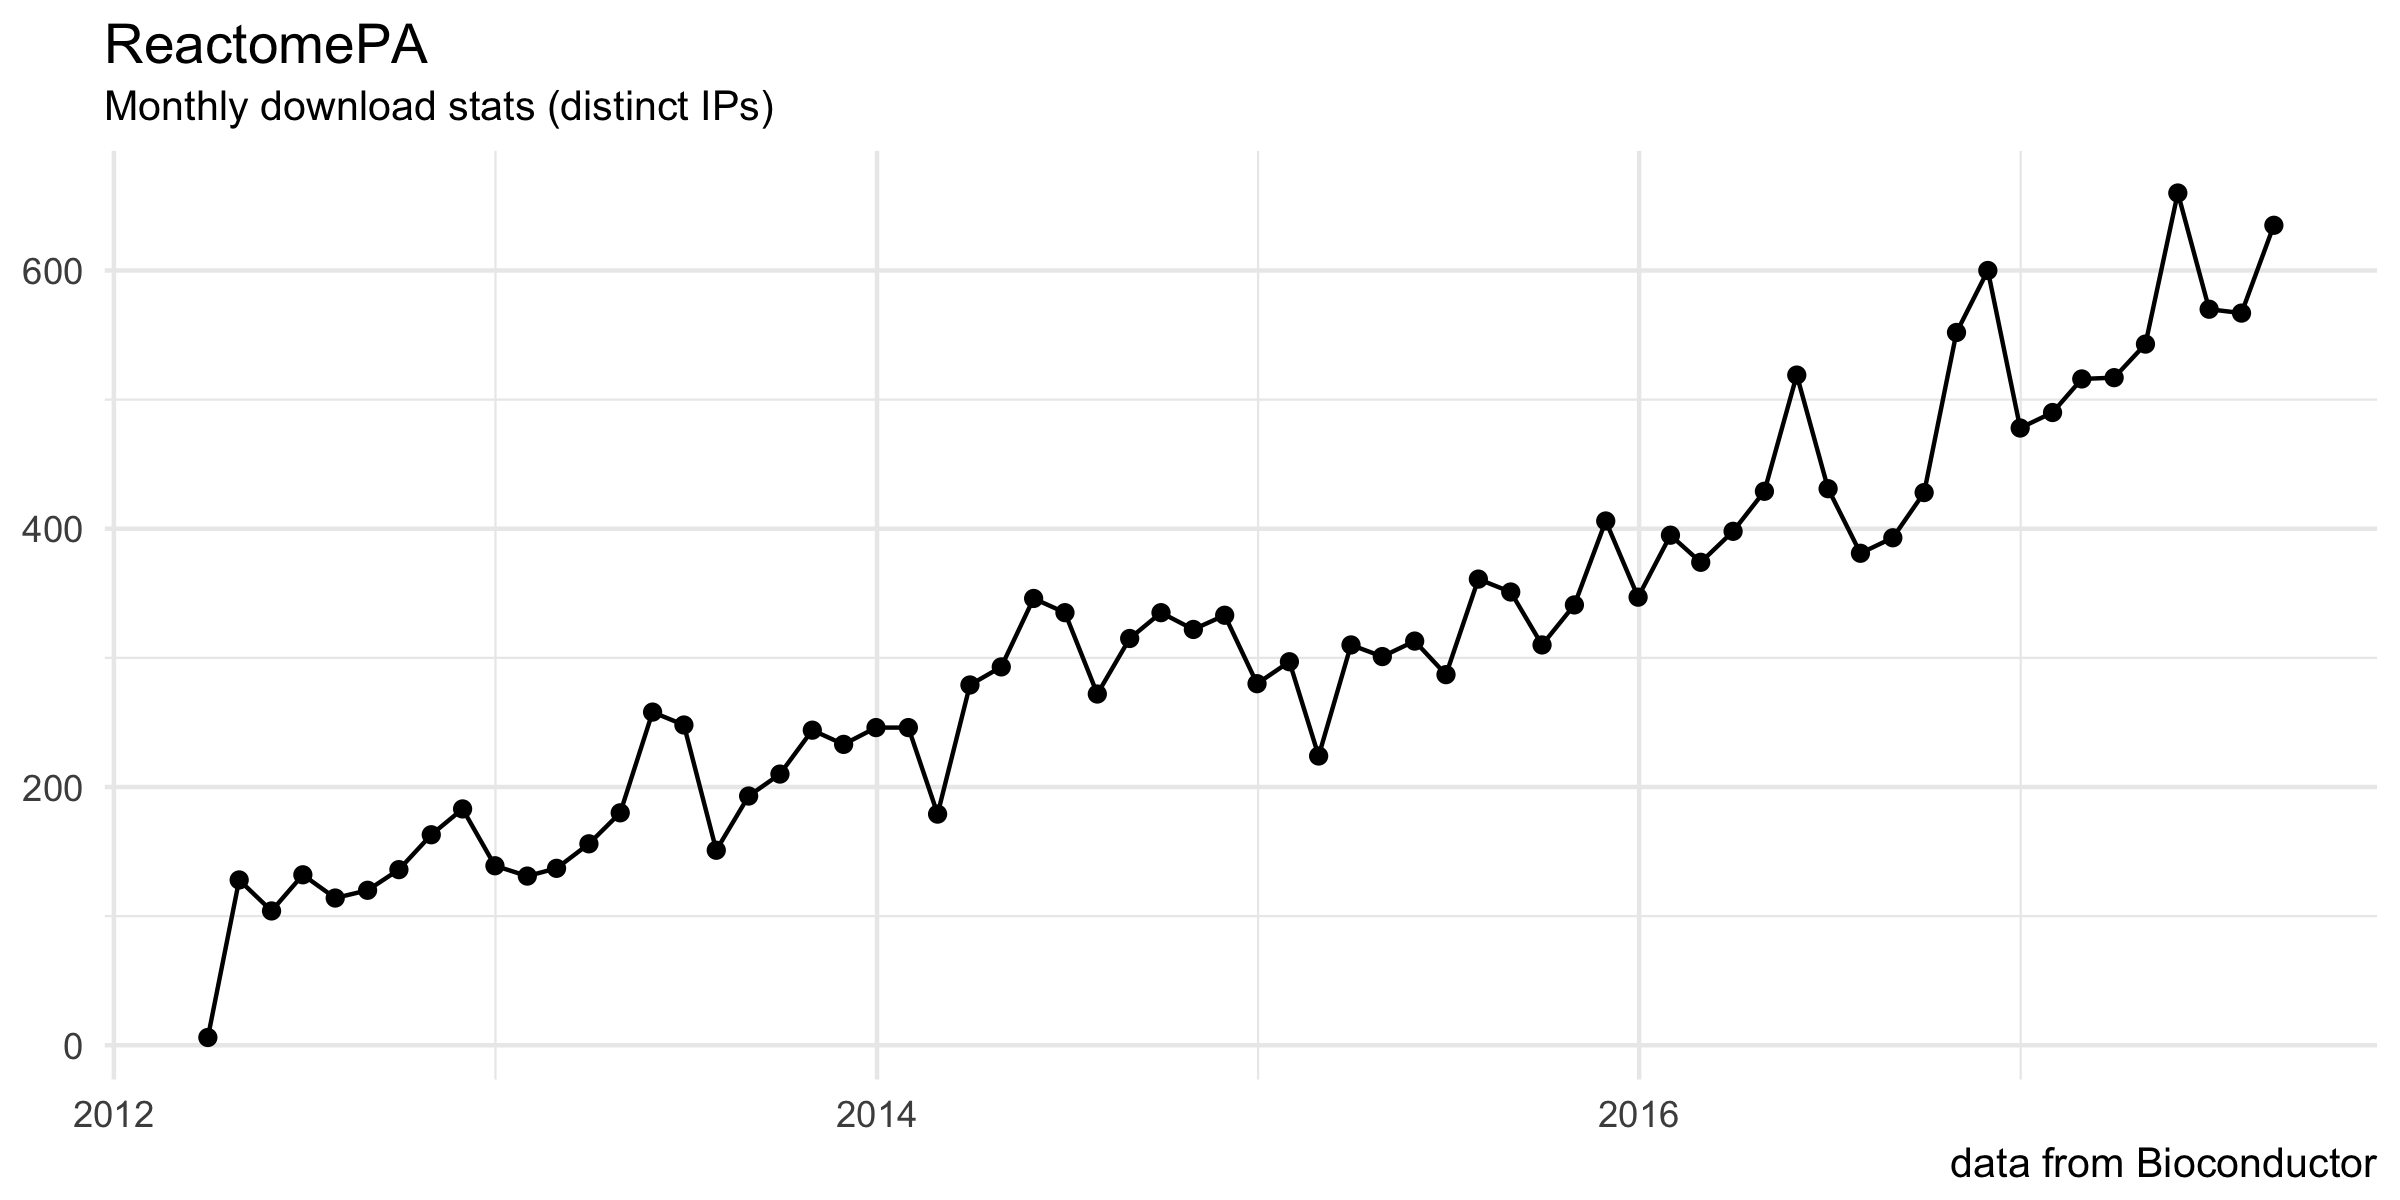 ReactomePA
Monthly download stats (distinct IPs)
600
400
200
0
2012 2014 2016
data from Bioconductor